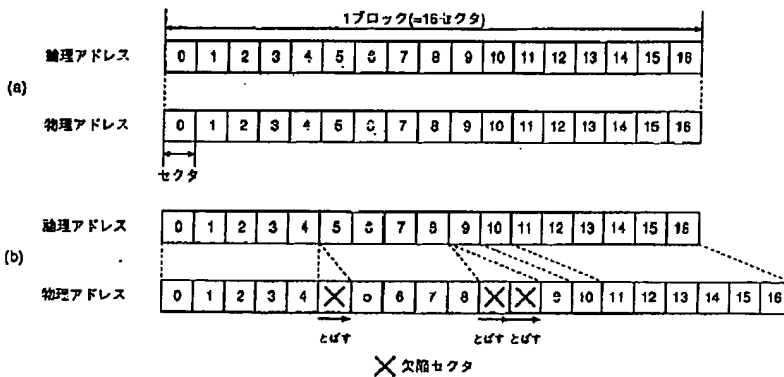 1ブロック(=16セクタ)
論理アドレス 0 1 2 3 4 5 6 7 8 9 10 11 12 13 14 15 16
(a)
物理アドレス 0 1 2 3 4 5 6 7 8 9 10 11 12 13 14 15 16
セクタ
論理アドレス 0 1 2 3 4 5 6 7 8 9 10 11 12 13 14 15 16
(b)
物理アドレス 0 1 2 3 4 5 6 7 8 9 10 11 12 13 14 15 16
とばす とばす とばす
欠陥セクタ